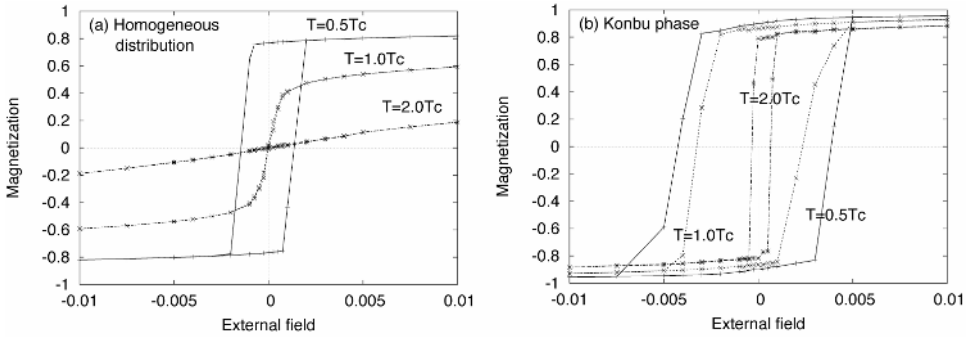 (a) Homogeneous
distribution
T=0.5Tc
T=1.0Tc
T=2.0Tc
1
0.8
0.6
0.4
0.2
0
-0.2
-0.4
-0.6
-0.8
-1
Magnetization
-0.01
-0.005
0
0.005
0.01
External field
(b) Konbu phase
T=2.0Tc
T=0.5Tc
T=1.0Tc
1
0.8
0.6
0.4
0.2
0
-0.2
-0.4
-0.6
-0.8
-1
Magnetization
-0.01
-0.005
0
0.005
0.01
External field